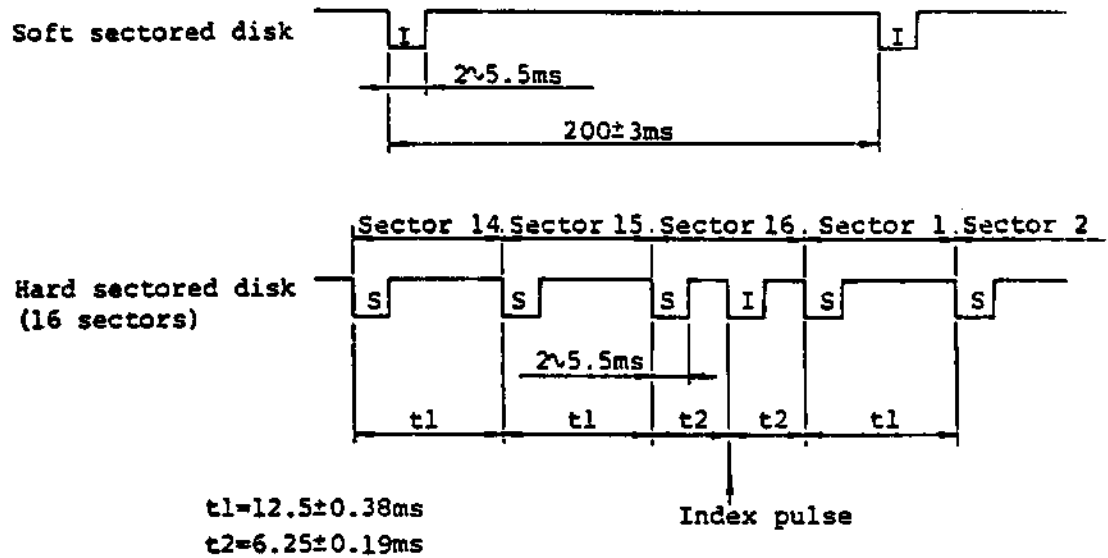 Soft sectored disk
I
I
2~5.5ms
200±3ms
Sector 14 Sector 15 Sector 16 Sector 1 Sector 2
Hard sectored disk
(16 sectors)
S
S
S
I
S
S
2~5.5ms
t1
t1
t2
t2
t1
t1=12.5±0.38ms
t2=6.25±0.19ms
Index pulse